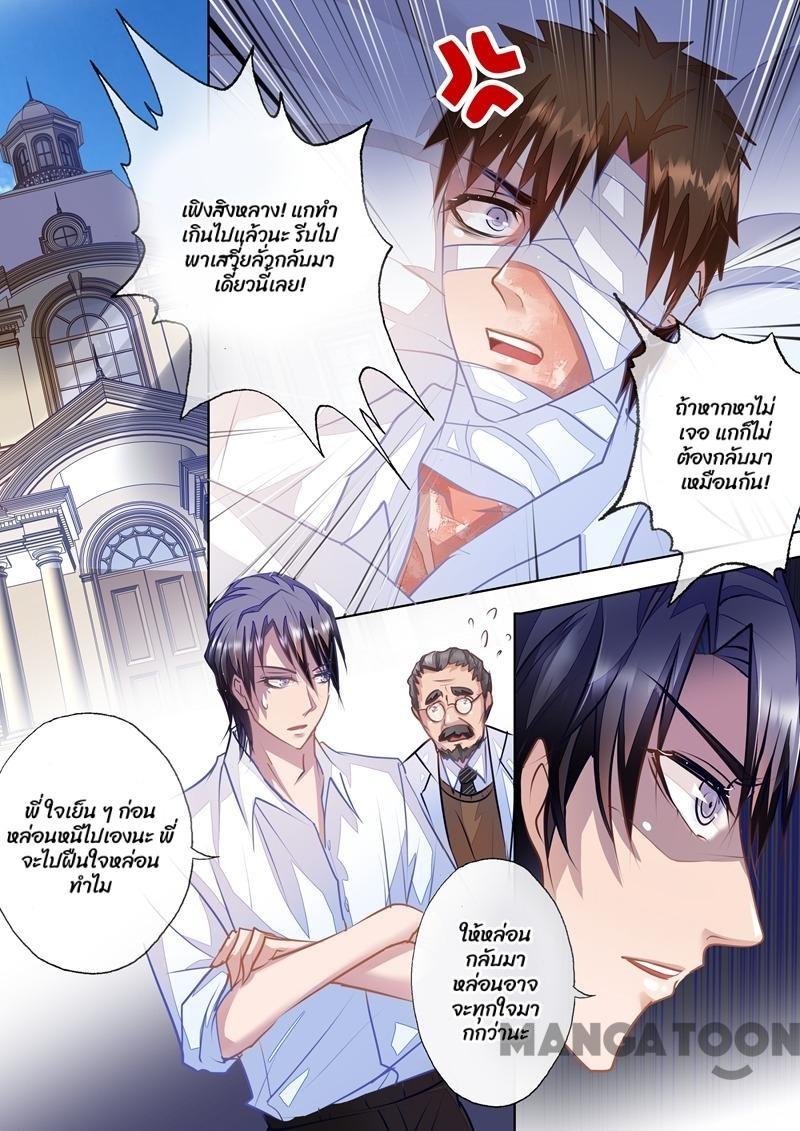 เฟิงสิงหลาง! แกทำ
เกินไปแล้วนะ รีบไป
พาเสวี่ยลั่วกลับมา
เดี๋ยวนี้เลย!
ถ้าหากหาไม่
เจอ แกก็ไม่
ต้องกลับมา
เหมือนกัน!
พี่ ใจเย็น ๆ ก่อน
หล่อนหนีไปเองนะ พี่
จะไปฝืนใจหล่อน
ทำไม
ให้หล่อน
กลับมา
หล่อนอาจ
จะทุกใจมา
กกว่านะ
MANGATOON